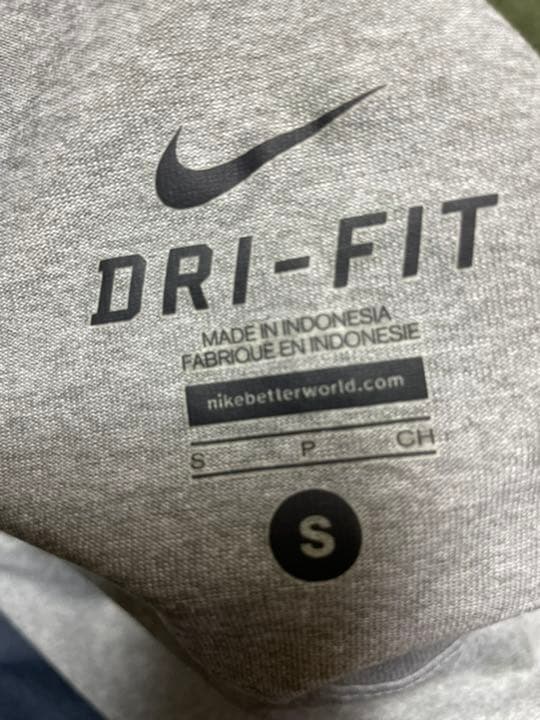 DRI-FIT
MADE IN INDONESIA
FABRIQUÉ EN INDONESIE
nikebetterworld.com
S P CH
S